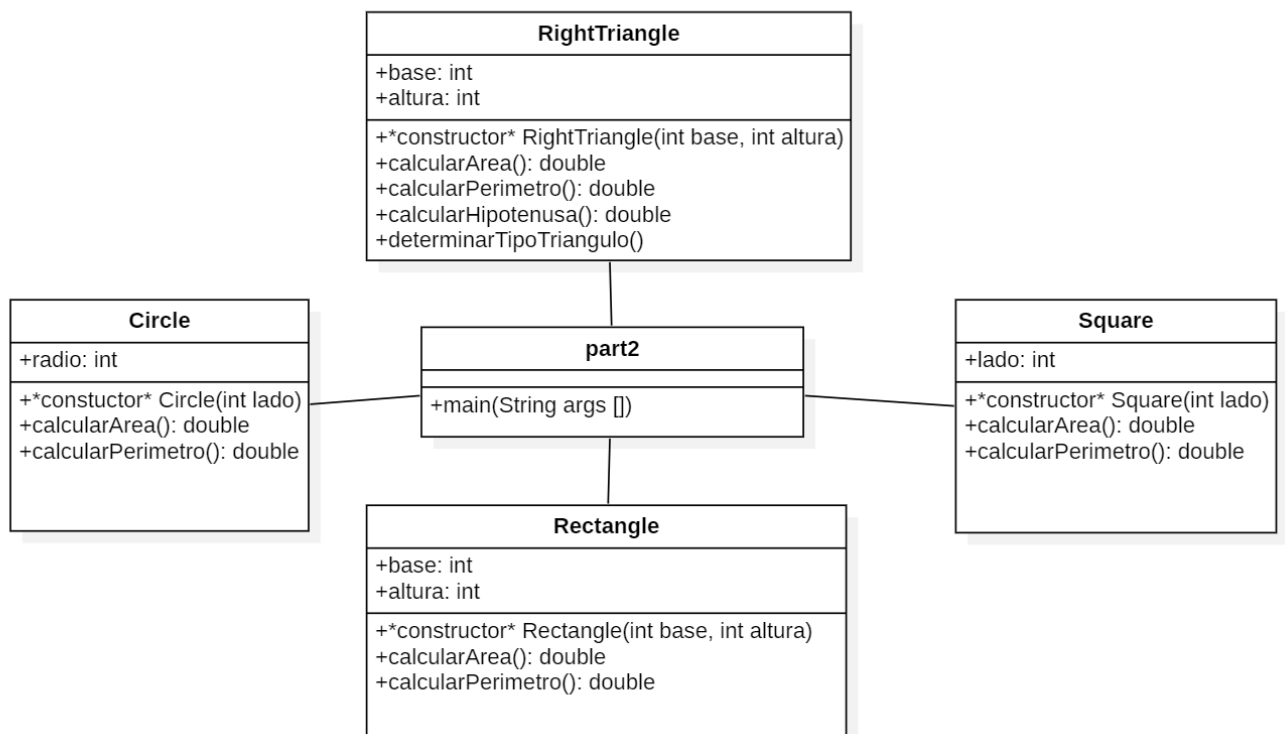 RightTriangle
+base: int
+altura: int
+*constructor* RightTriangle(int base, int altura)
+calcularArea(): double
+calcularPerimetro(): double
+calcularHipotenusa(): double
+determinarTipoTriangulo()
Circle
+radio: int
+*constuctor* Circle(int lado)
+calcularArea(): double
+calcularPerimetro(): double
part2
+main(String args [])
Square
+lado: int
+*constructor* Square(int lado)
+calcularArea(): double
+calcularPerimetro(): double
Rectangle
+base: int
+altura: int
+*constructor* Rectangle(int base, int altura)
+calcularArea(): double
+calcularPerimetro(): double